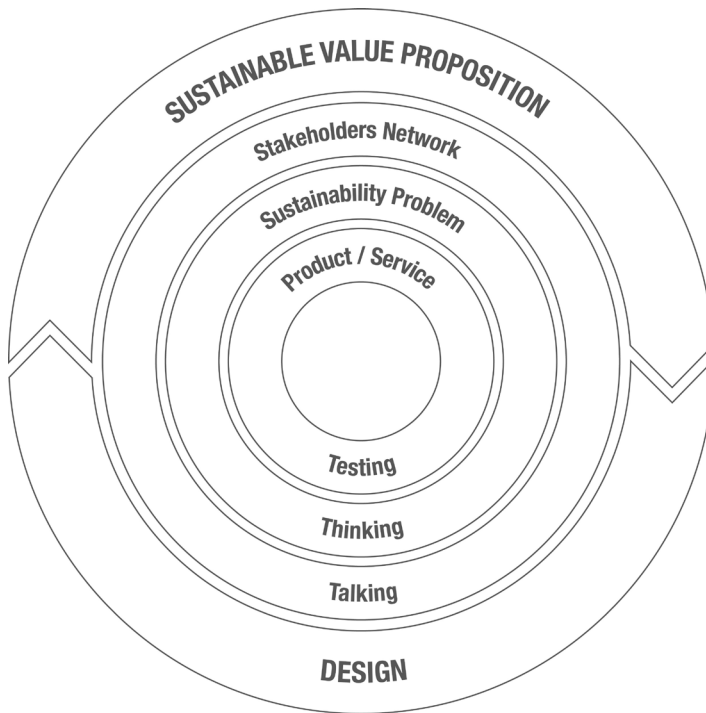 SUSTAINABLE VALUE PROPOSITION
Stakeholders Network
Sustainability Problem
Product / Service
Testing
Thinking
Talking
DESIGN